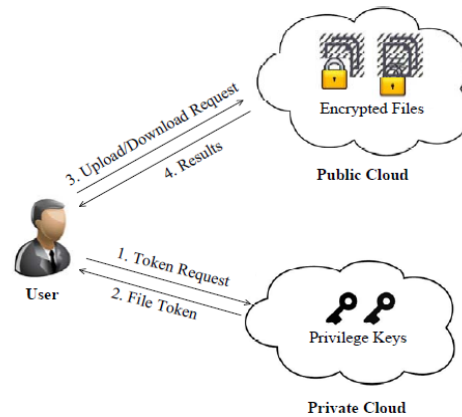 Encrypted Files
Public Cloud
3. Upload/Download Request
4. Results
User
1. Token Request
2. File Token
Privilege Keys
Private Cloud